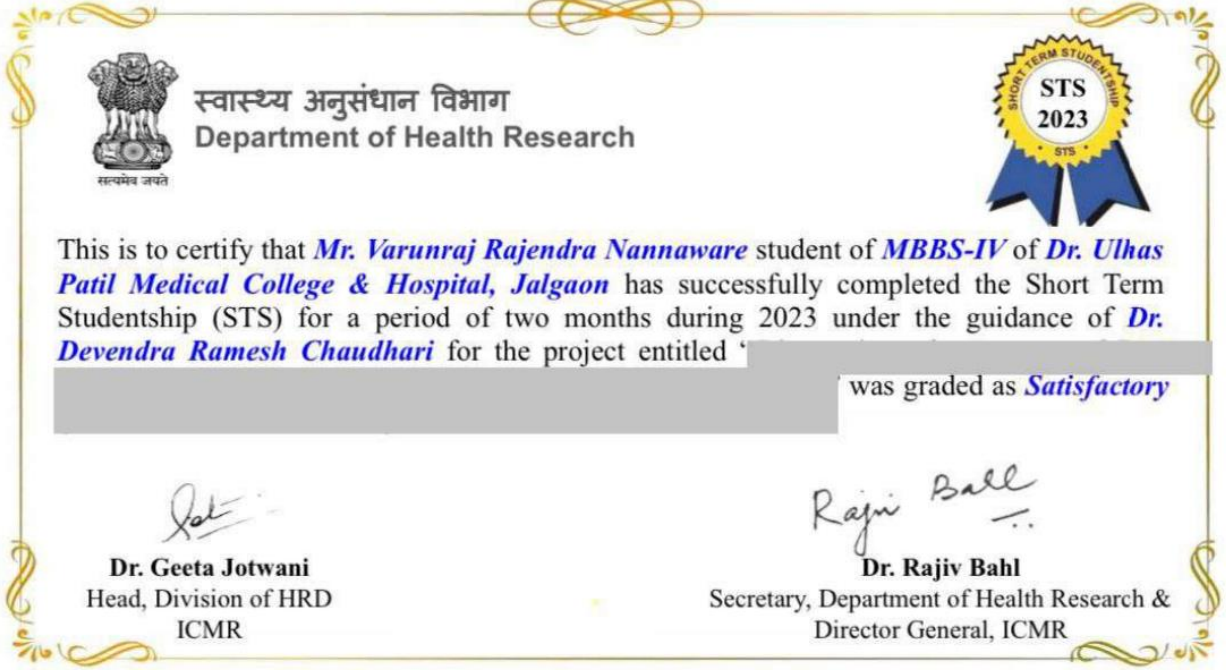 स्वास्थ्य अनुसंधान विभाग
Department of Health Research
सत्यमेव जयते
SHORT TERM STUDENTSHIP
STS
2023
STS
This is to certify that Mr. Varunraj Rajendra Nannaware student of MBBS-IV of Dr. Ulhas
Patil Medical College & Hospital, Jalgaon has successfully completed the Short Term
Studentship (STS) for a period of two months during 2023 under the guidance of Dr.
Devendra Ramesh Chaudhari for the project entitled ‘
’ was graded as Satisfactory
Rajiv Bahl
Dr. Geeta Jotwani
Head, Division of HRD
ICMR
Dr. Rajiv Bahl
Secretary, Department of Health Research &
Director General, ICMR